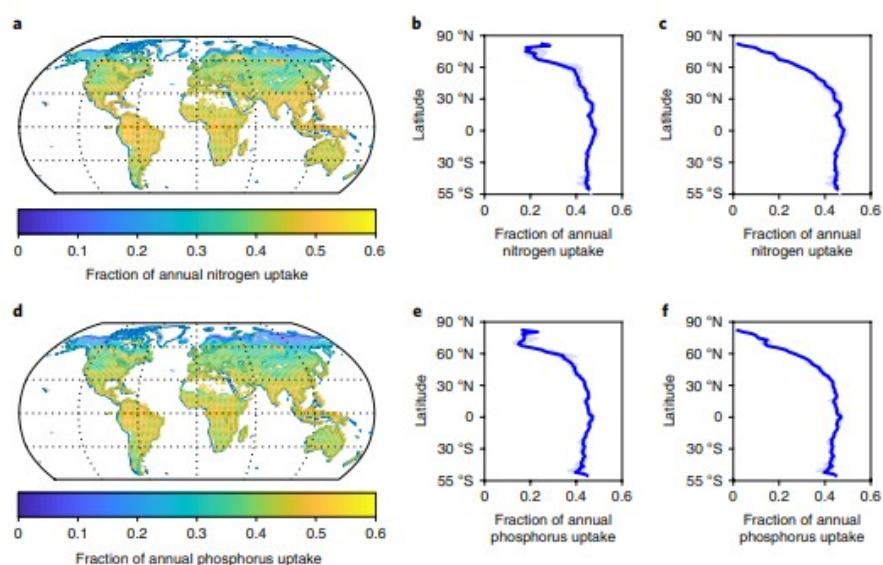 a
0 0.1 0.2 0.3 0.4 0.5 0.6
Fraction of annual nitrogen uptake
b
90 °N
60 °N
30 °N
0
30 °S
55 °S
Latitude
0 0.2 0.4 0.6
Fraction of annual
nitrogen uptake
c
90 °N
60 °N
30 °N
0
30 °S
55 °S
Latitude
0 0.2 0.4 0.6
Fraction of annual
nitrogen uptake
d
0 0.1 0.2 0.3 0.4 0.5 0.6
Fraction of annual phosphorus uptake
e
90 °N
60 °N
30 °N
0
30 °S
55 °S
Latitude
0 0.2 0.4 0.6
Fraction of annual
phosphorus uptake
f
90 °N
60 °N
30 °N
0
30 °S
55 °S
Latitude
0 0.2 0.4 0.6
Fraction of annual
phosphorus uptake